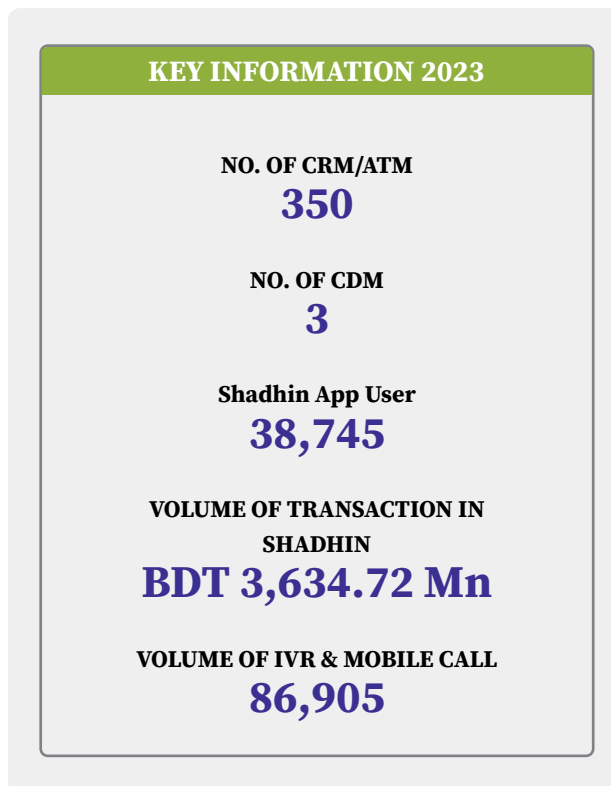 KEY INFORMATION 2023
NO. OF CRM/ATM
350
NO. OF CDM
3
Shadhin App User
38,745
VOLUME OF TRANSACTION IN
SHADHIN
BDT 3,634.72 Mn
VOLUME OF IVR & MOBILE CALL
86,905